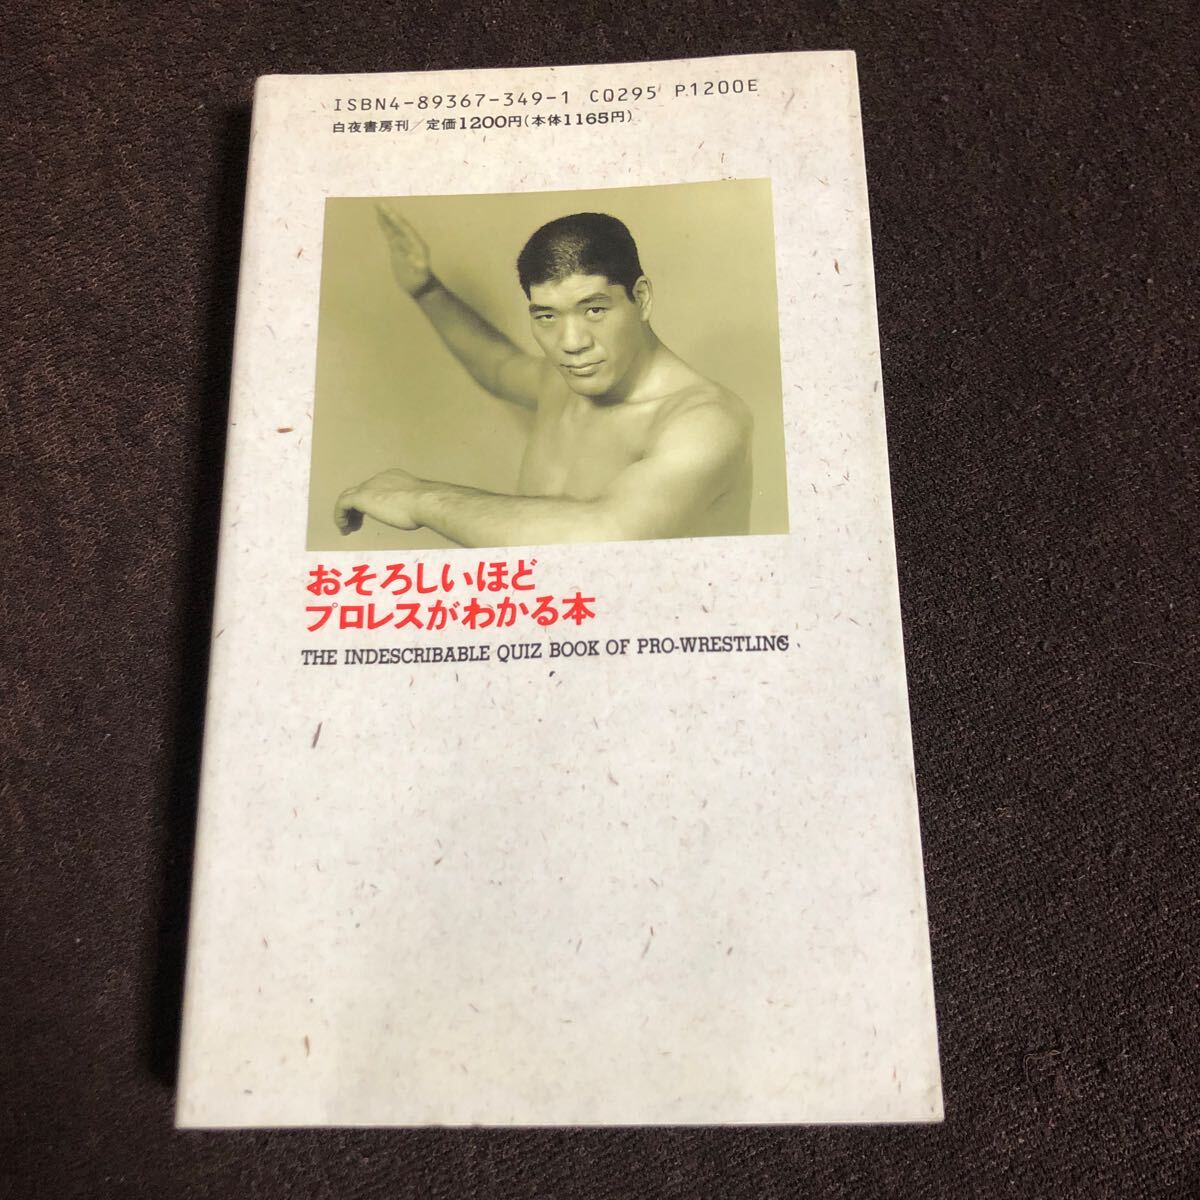 ISBN4-89367-349-1 C0295 P1200E
白夜書房刊／定価1200円(本体1165円)
おそろしいほど
プロレスがわかる本
THE INDESCRIBABLE QUIZ BOOK OF PRO-WRESTLING